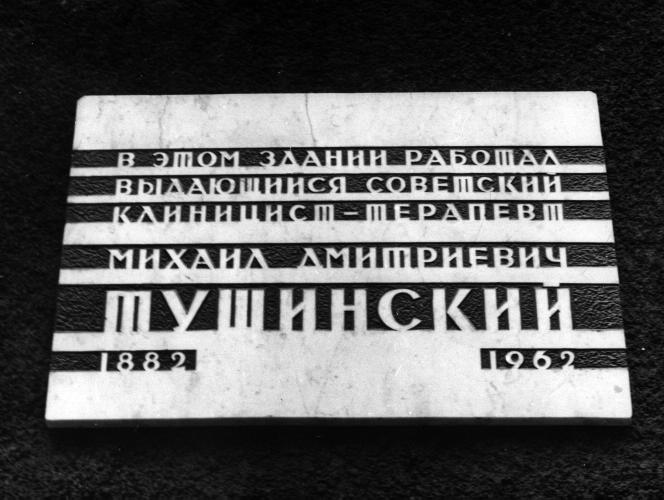 В ЭТОМ ЗДАНИИ РАБОТАЛ
ВЫДАЮЩИЙСЯ СОВЕТСКИЙ
КЛИНИЦИСТ–ТЕРАПЕВТ
МИХАИЛ ДМИТРИЕВИЧ
ТУШИНСКИЙ
1882 1962